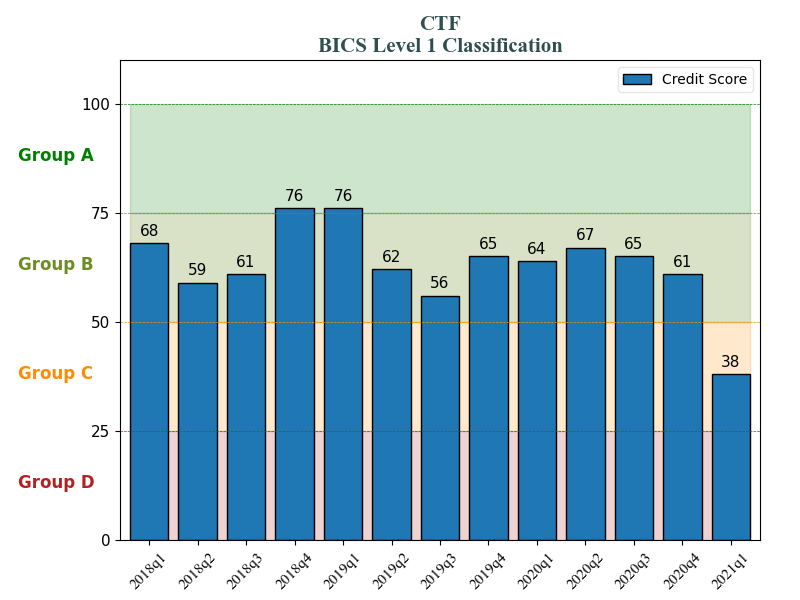 CTF
BICS Level 1 Classification
Credit Score
100
Group A
76
76
75
68
67
65
65
64
Group B
62
61
61
59
56
50
38
Group C
25
Group D
0
2018q1
2018q2
2018q3
2018q4
2019q1
2019q2
2019q3
2019q4
2020q1
2020q2
2020q3
2020q4
2021q1